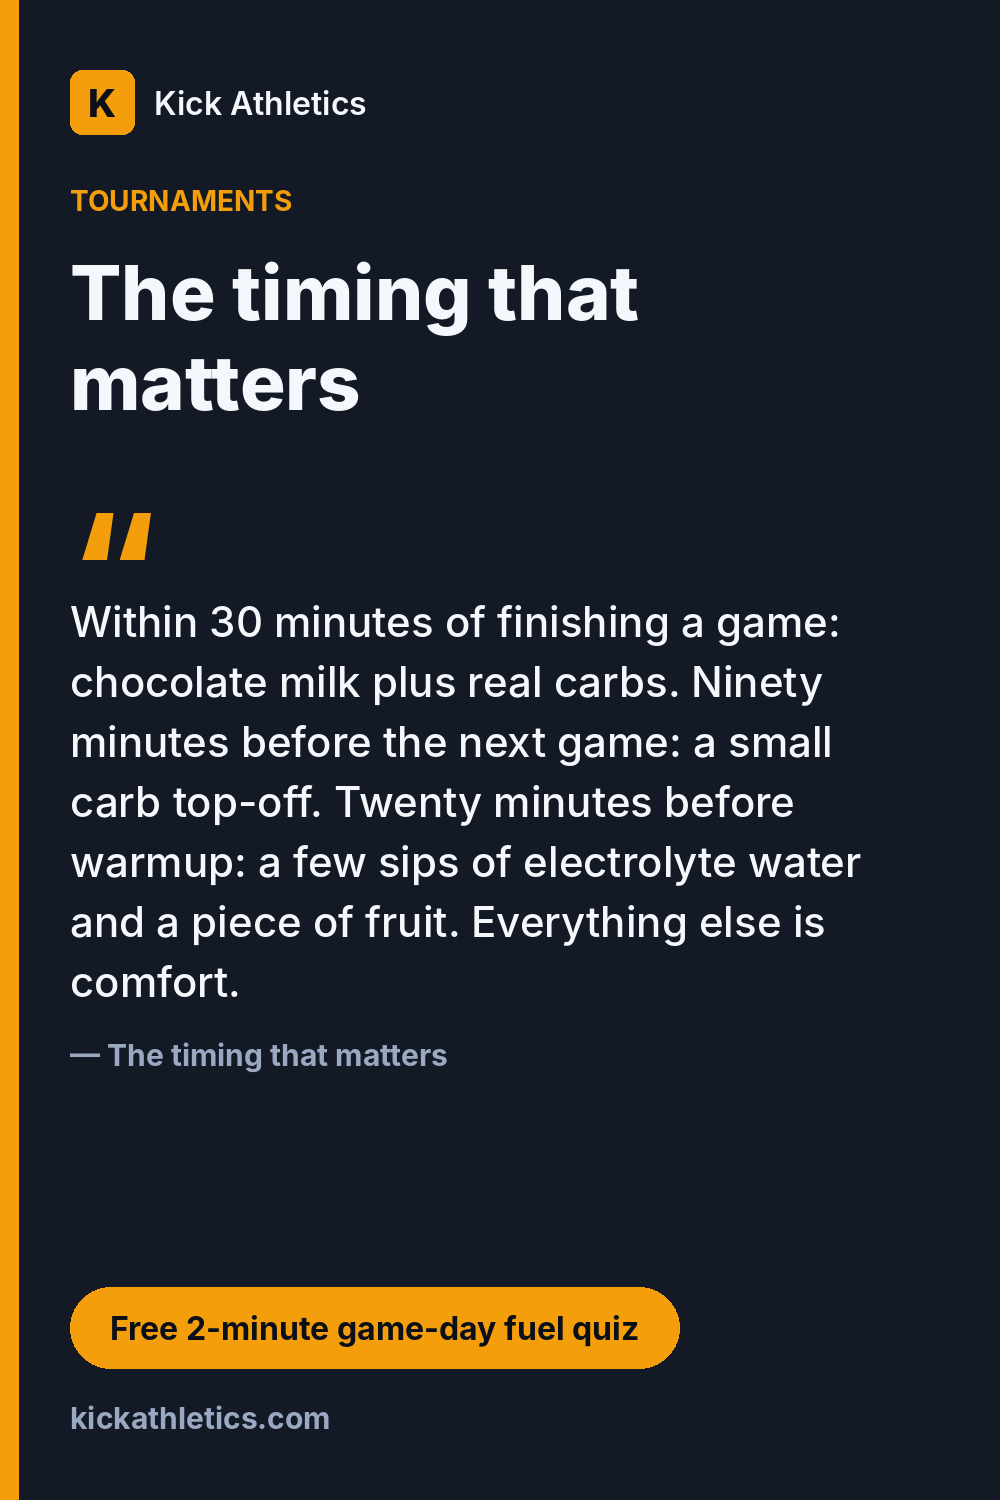 K
Kick Athletics
TOURNAMENTS
The timing that
matters
“
Within 30 minutes of finishing a game:
chocolate milk plus real carbs. Ninety
minutes before the next game: a small
carb top-off. Twenty minutes before
warmup: a few sips of electrolyte water
and a piece of fruit. Everything else is
comfort.
— The timing that matters
Free 2-minute game-day fuel quiz
kickathletics.com